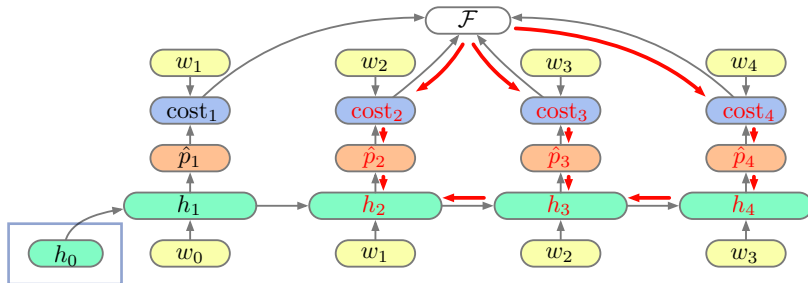 𝓕
w₁ w₂ w₃ w₄
cost₁ cost₂ cost₃ cost₄
p̂₁ p̂₂ p̂₃ p̂₄
h₁ h₂ h₃ h₄
h₀ w₀ w₁ w₂ w₃